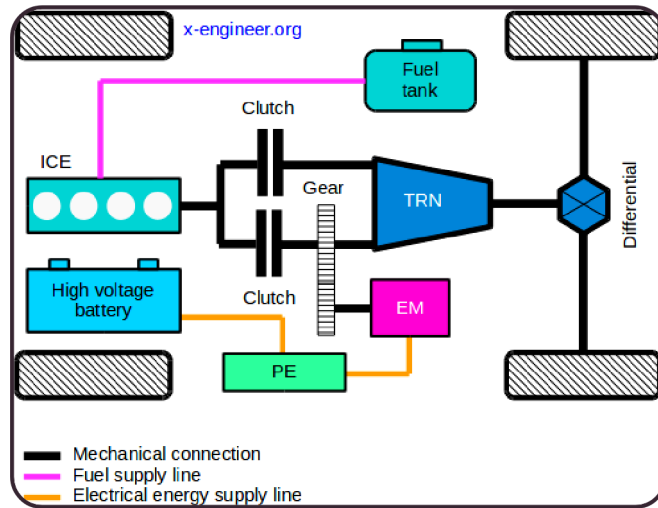 x-engineer.org
Fuel
tank
Clutch
ICE
Gear
TRN
Differential
High voltage
battery
Clutch
EM
PE
Mechanical connection
Fuel supply line
Electrical energy supply line